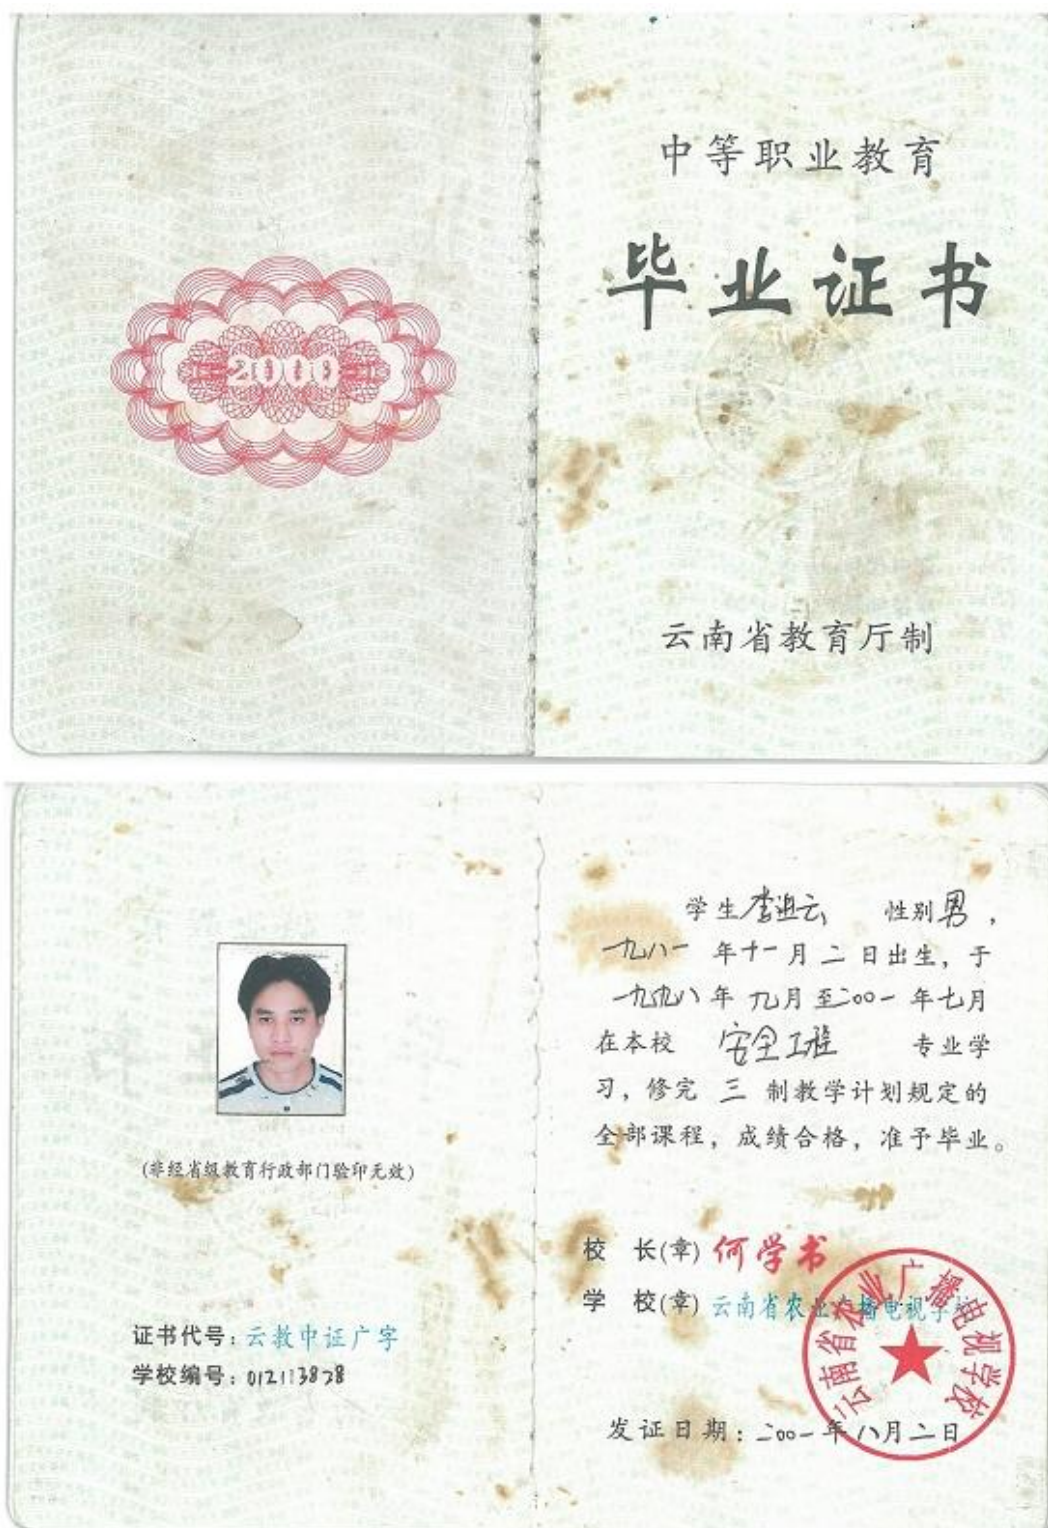 中等职业教育
毕业证书
2000
云南省教育厅制
学生李进云 性别男,
一九八一年十一月二日出生,于
一九九八年九月至二〇〇一年七月
在本校 安全工程 专业学
习,修完 三 制教学计划规定的
全部课程,成绩合格,准予毕业。
(非经省级教育行政部门验印无效)
校 长(章) 何学书
学 校(章) 云南省农业广播电视学校
云南省农业广播电视学校
证书代号:云教中证广字
学校编号:012113828
发证日期:二〇〇一年八月二日